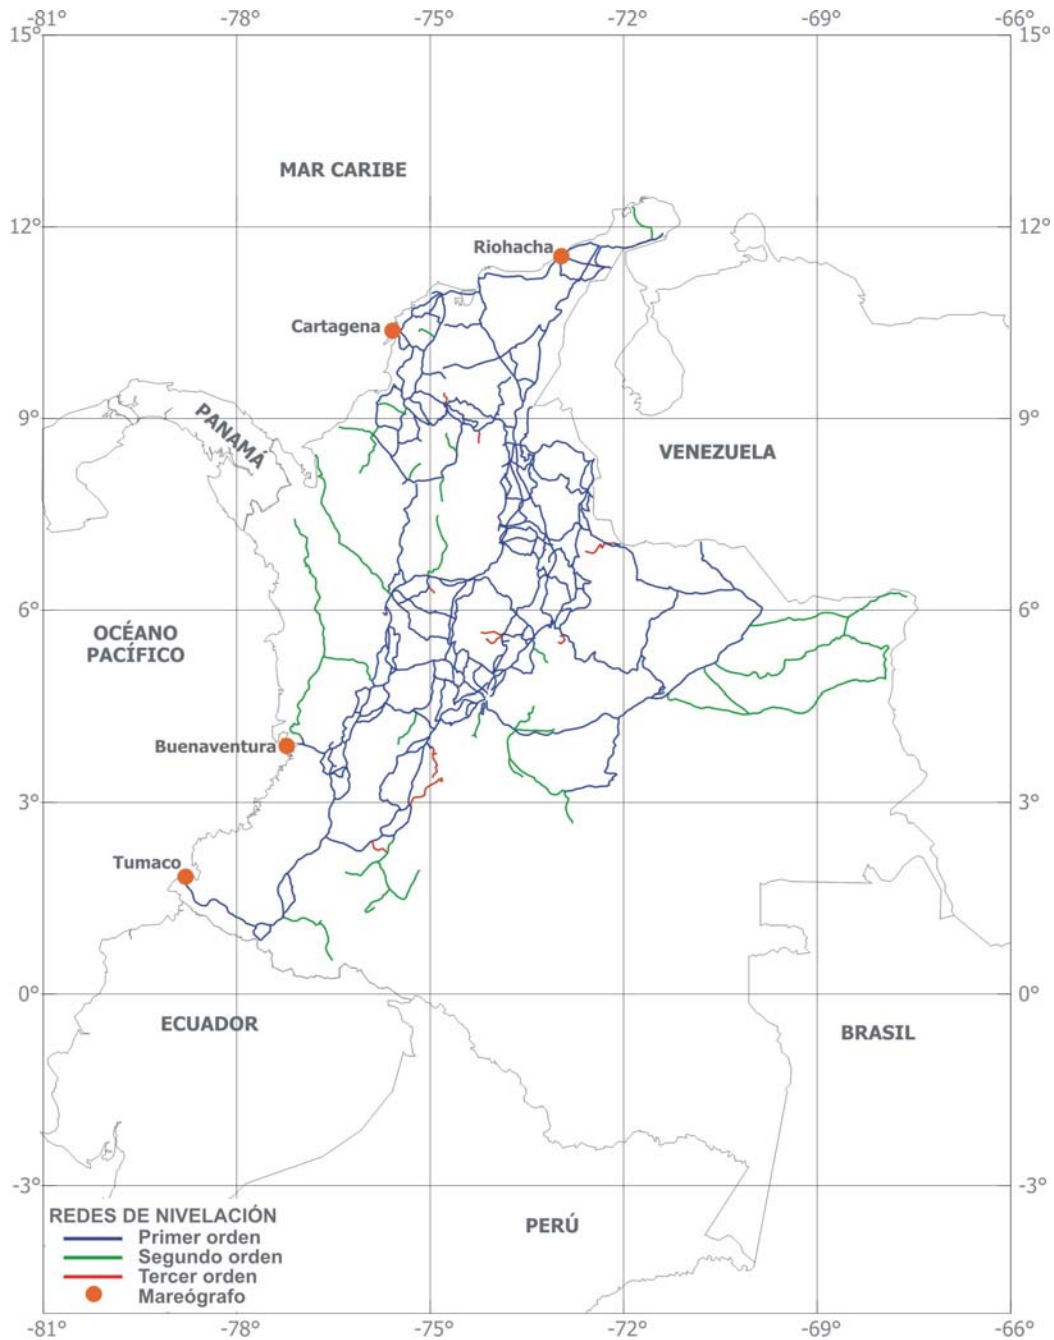 -81° -78° -75° -72° -69° -66°
15° 15°
MAR CARIBE
12° 12°
Riohacha
Cartagena
9° 9°
PANAMÁ
VENEZUELA
6° 6°
OCÉANO
PACÍFICO
Buenaventura
3° 3°
Tumaco
0° 0°
ECUADOR
BRASIL
-3° -3°
REDES DE NIVELACIÓN
PERÚ
Primer orden
Segundo orden
Tercer orden
Mareógrafo
-81° -78° -75° -72° -69° -66°